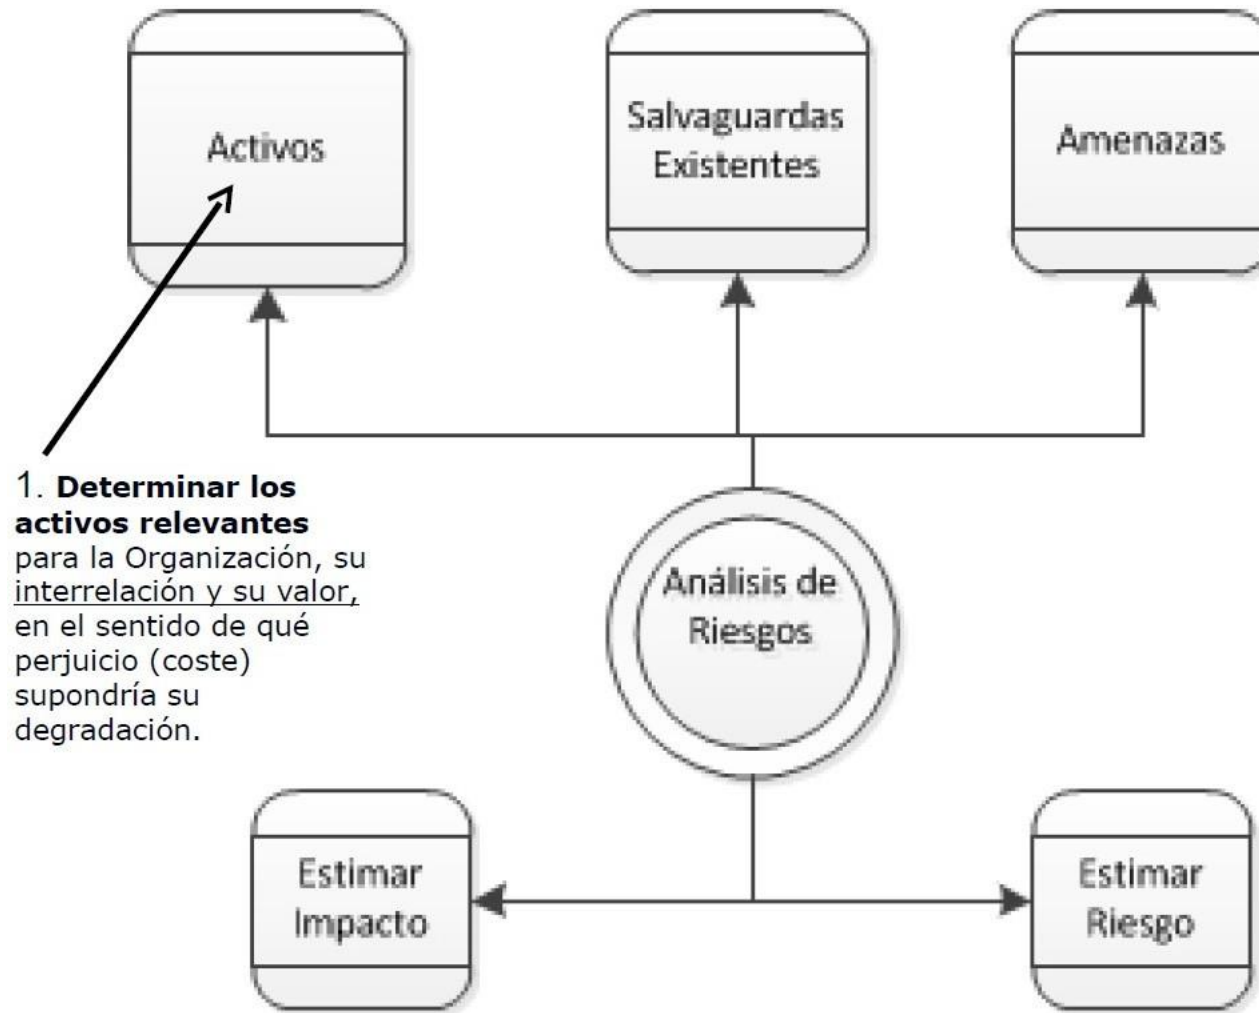 Activos
Salvaguardas
Existentes
Amenazas
1. Determinar los
activos relevantes
para la Organización, su
interrelación y su valor,
en el sentido de qué
perjuicio (coste)
supondría su
degradación.
Análisis de
Riesgos
Estimar
Impacto
Estimar
Riesgo